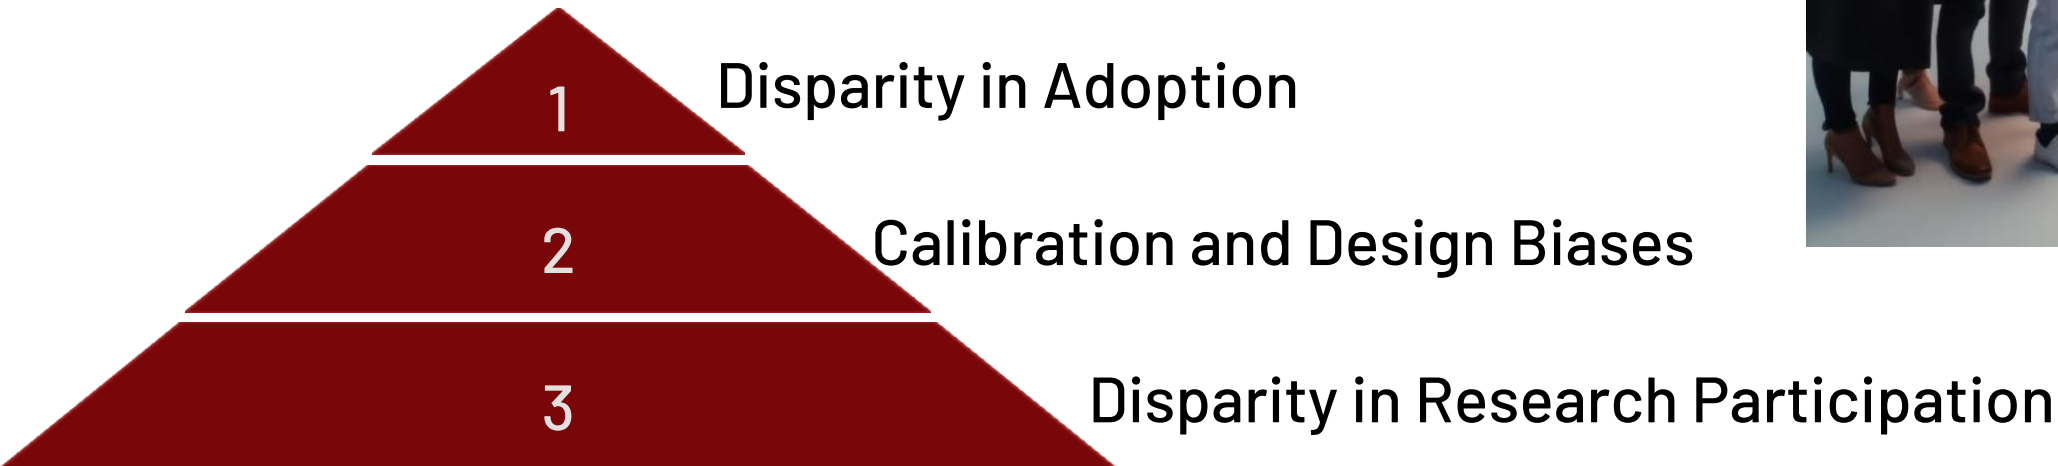 1
Disparity in Adoption
2
Calibration and Design Biases
3
Disparity in Research Participation